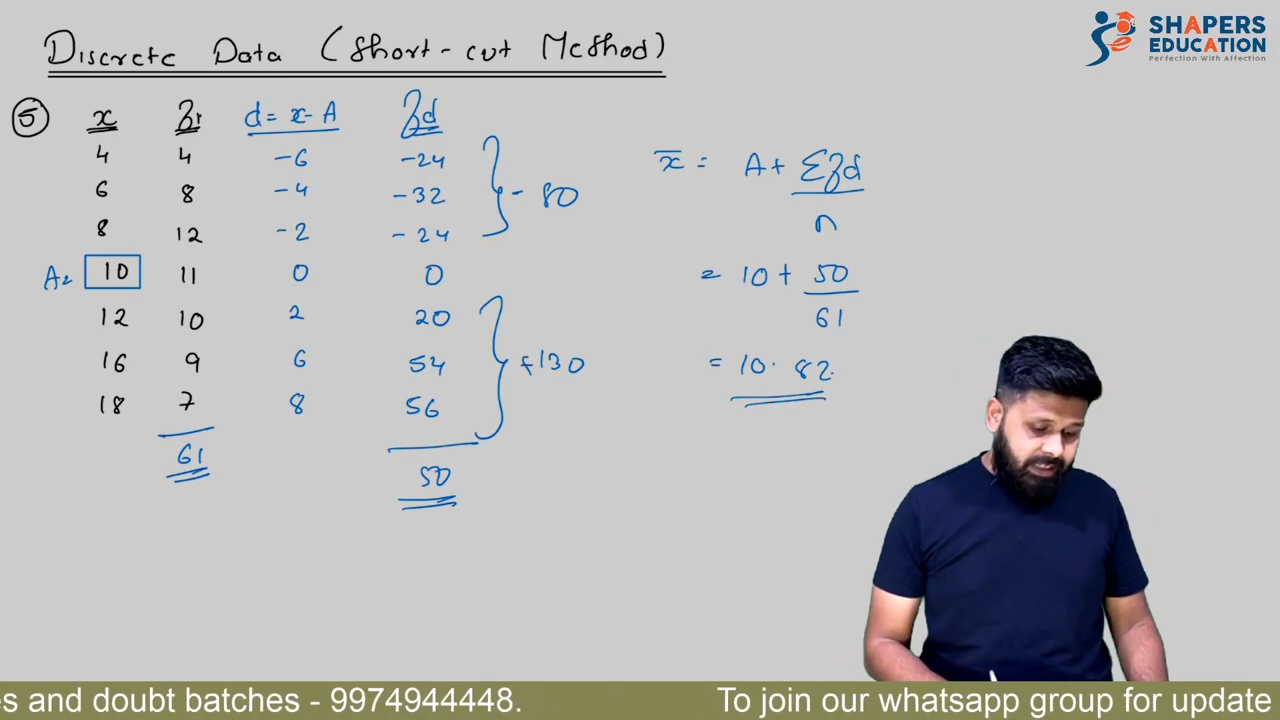 Discrete Data (Short-cut Method)
SHAPERS
EDUCATION
Perfection With Affection
5 x f d = x - A fd
4 4 -6 -24
6 8 -4 -32
8 12 -2 -24
} - 80
A= 10 11 0 0
12 10 2 20
16 9 6 54
18 7 8 56
} +130
61 50
x̄ = A + Σfd / n
= 10 + 50 / 61
= 10.82
es and doubt batches - 9974944448. To join our whatsapp group for update